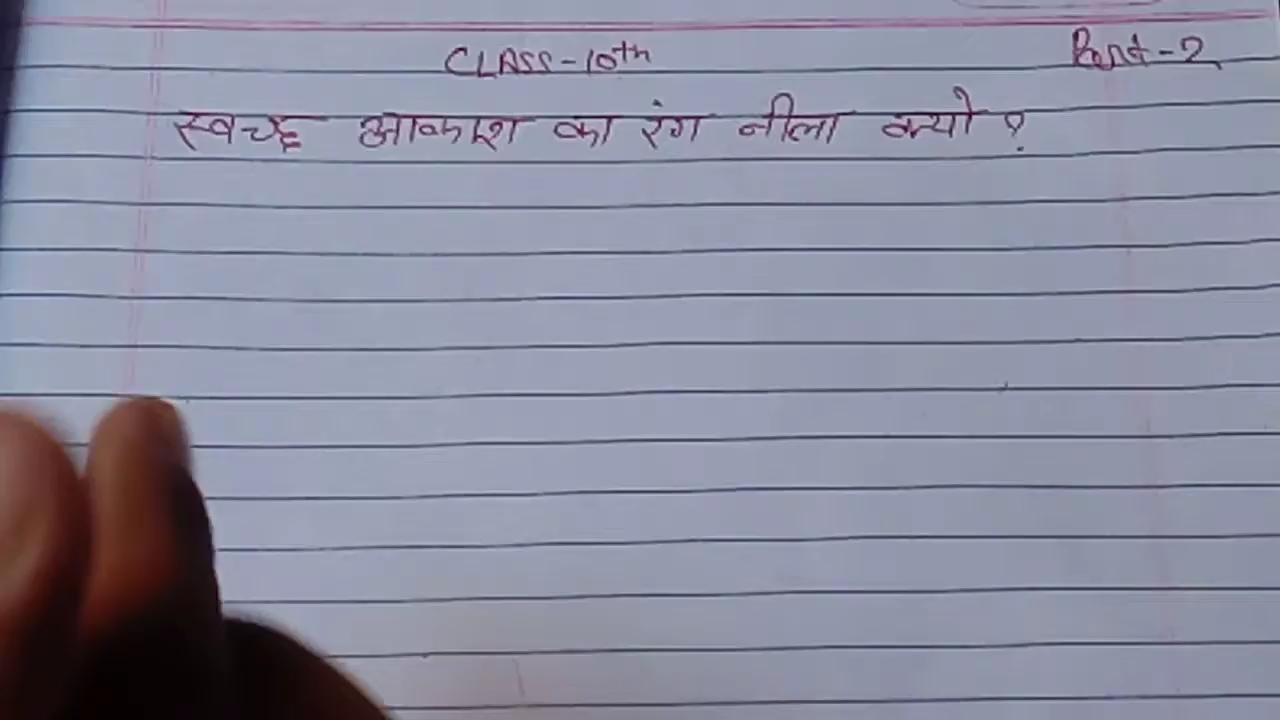 CLASS-10th
Part-2
स्वच्छ आकाश का रंग नीला क्यो ?